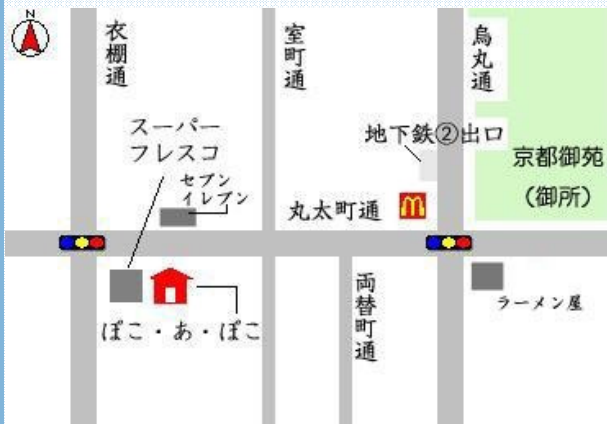 N
衣棚通
室町通
烏丸通
スーパー
フレスコ
セブン
イレブン
地下鉄②出口
京都御苑
(御所)
丸太町通
ぽこ・あ・ぽこ
両替町通
ラーメン屋